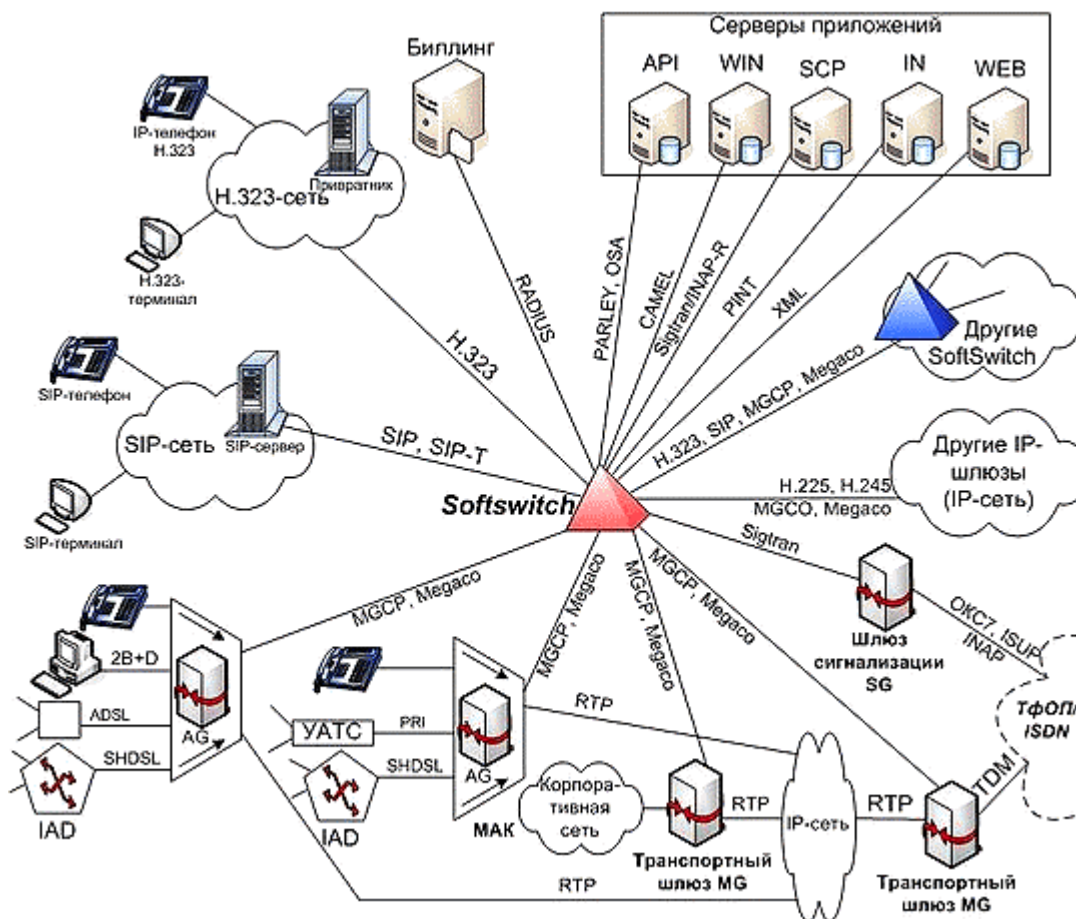 Серверы приложений
Биллинг
API
WIN
SCP
IN
WEB
IP-телефон
H.323
Привратник
H.323-сеть
H.323-
терминал
RADIUS
PARLEY, OSA
CAMEL
Sigtran/INAP-R
PINT
XML
H.323
Другие
SoftSwitch
SIP-телефон
SIP-сеть
SIP-сервер
SIP, SIP-T
H.323, SIP, MGCP, Megaco
Softswitch
H.225, H.245
MGCO, Megaco
Другие IP-
шлюзы
(IP-сеть)
SIP-терминал
Sigtran
MGCP, Megaco
MGCP, Megaco
MGCP, Megaco
MGCP, Megaco
Шлюз
сигнализации
SG
ОКС7, ISUP
INAP
2B+D
ADSL
AG
SHDSL
IAD
УАТС
PRI
SHDSL
AG
IAD
МАК
RTP
Корпора-
тивная
сеть
RTP
IP-сеть
RTP
TDM
ТфОП/
ISDN
Транспортный
шлюз MG
Транспортный
шлюз MG
RTP